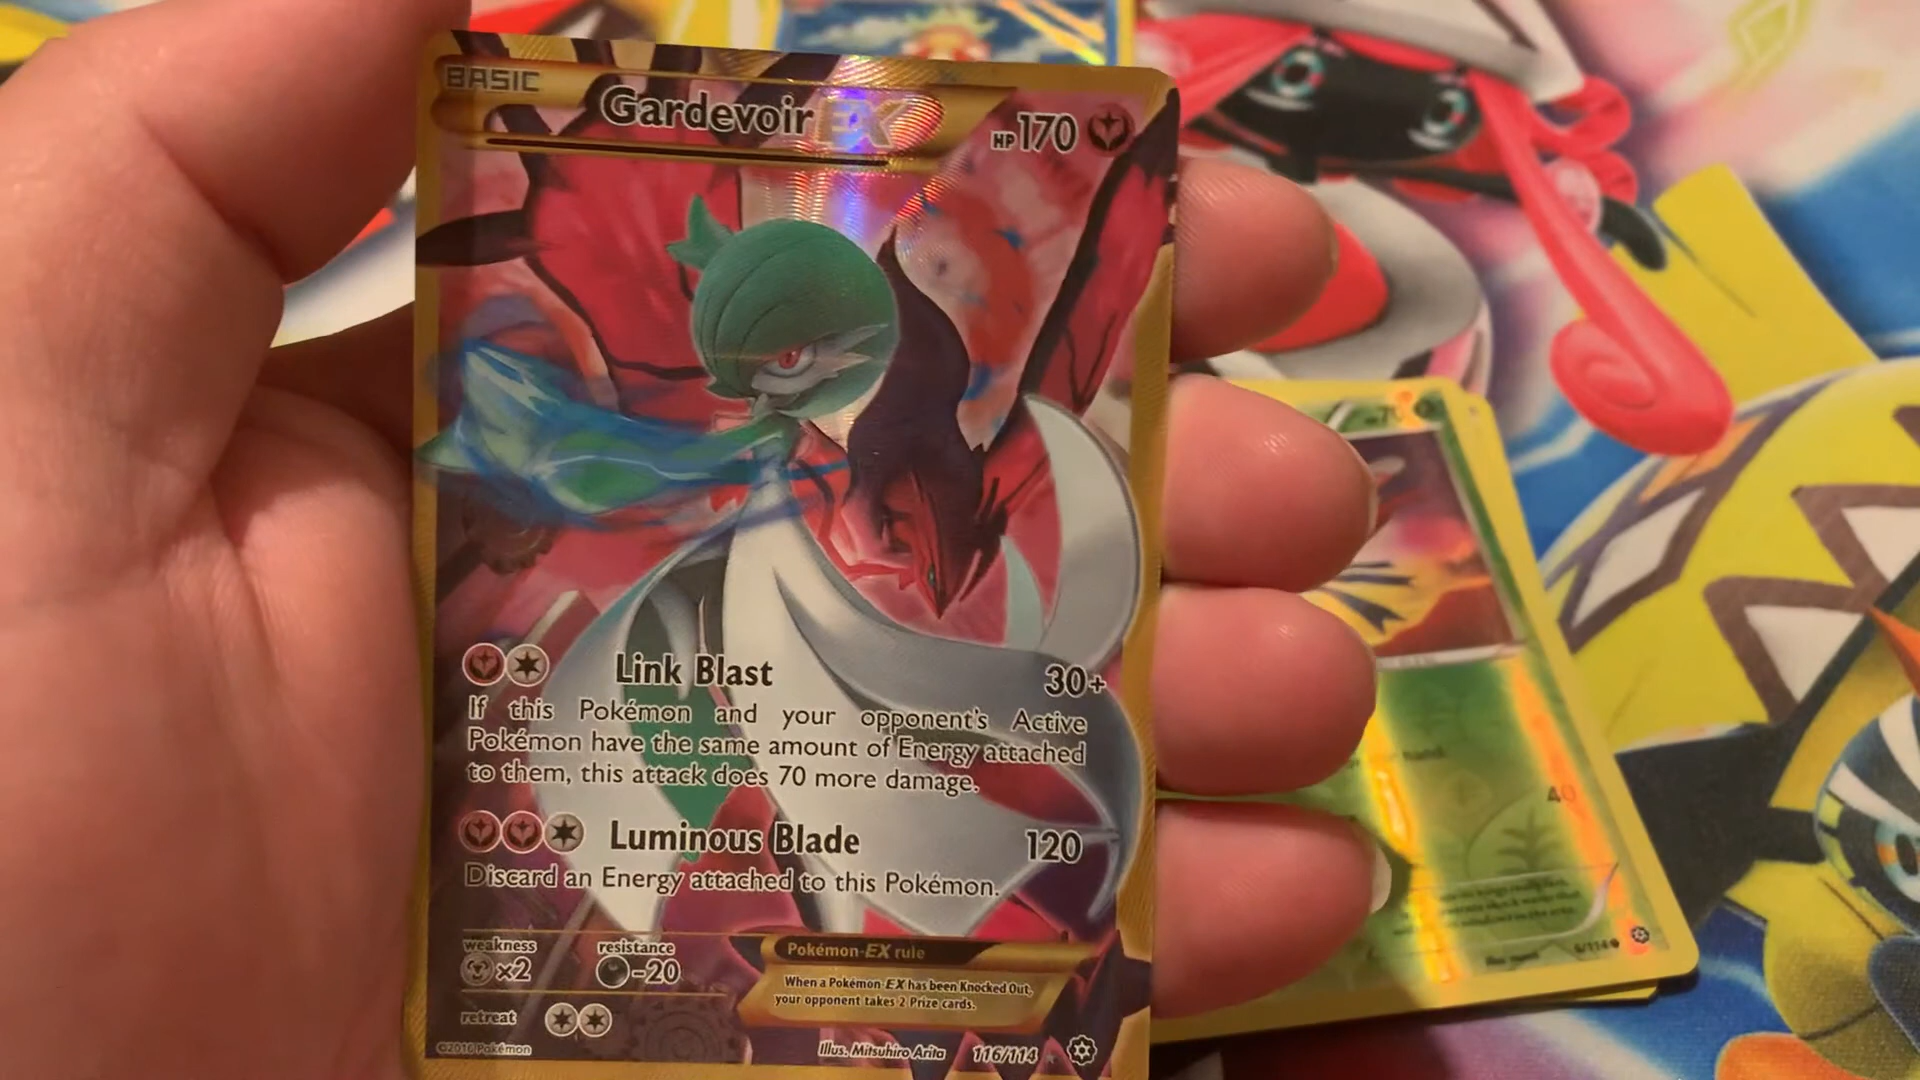 BASIC
Gardevoir EX
HP 170
Link Blast 30+
If this Pokémon and your opponent's Active
Pokémon have the same amount of Energy attached
to them, this attack does 70 more damage.
Luminous Blade 120
Discard an Energy attached to this Pokémon.
weakness
×2
resistance
-20
retreat
Pokémon-EX rule
When a Pokémon-EX has been Knocked Out,
your opponent takes 2 Prize cards.
©2016 Pokémon
Illus. Mitsuhiro Arita
116/114
40
6/114